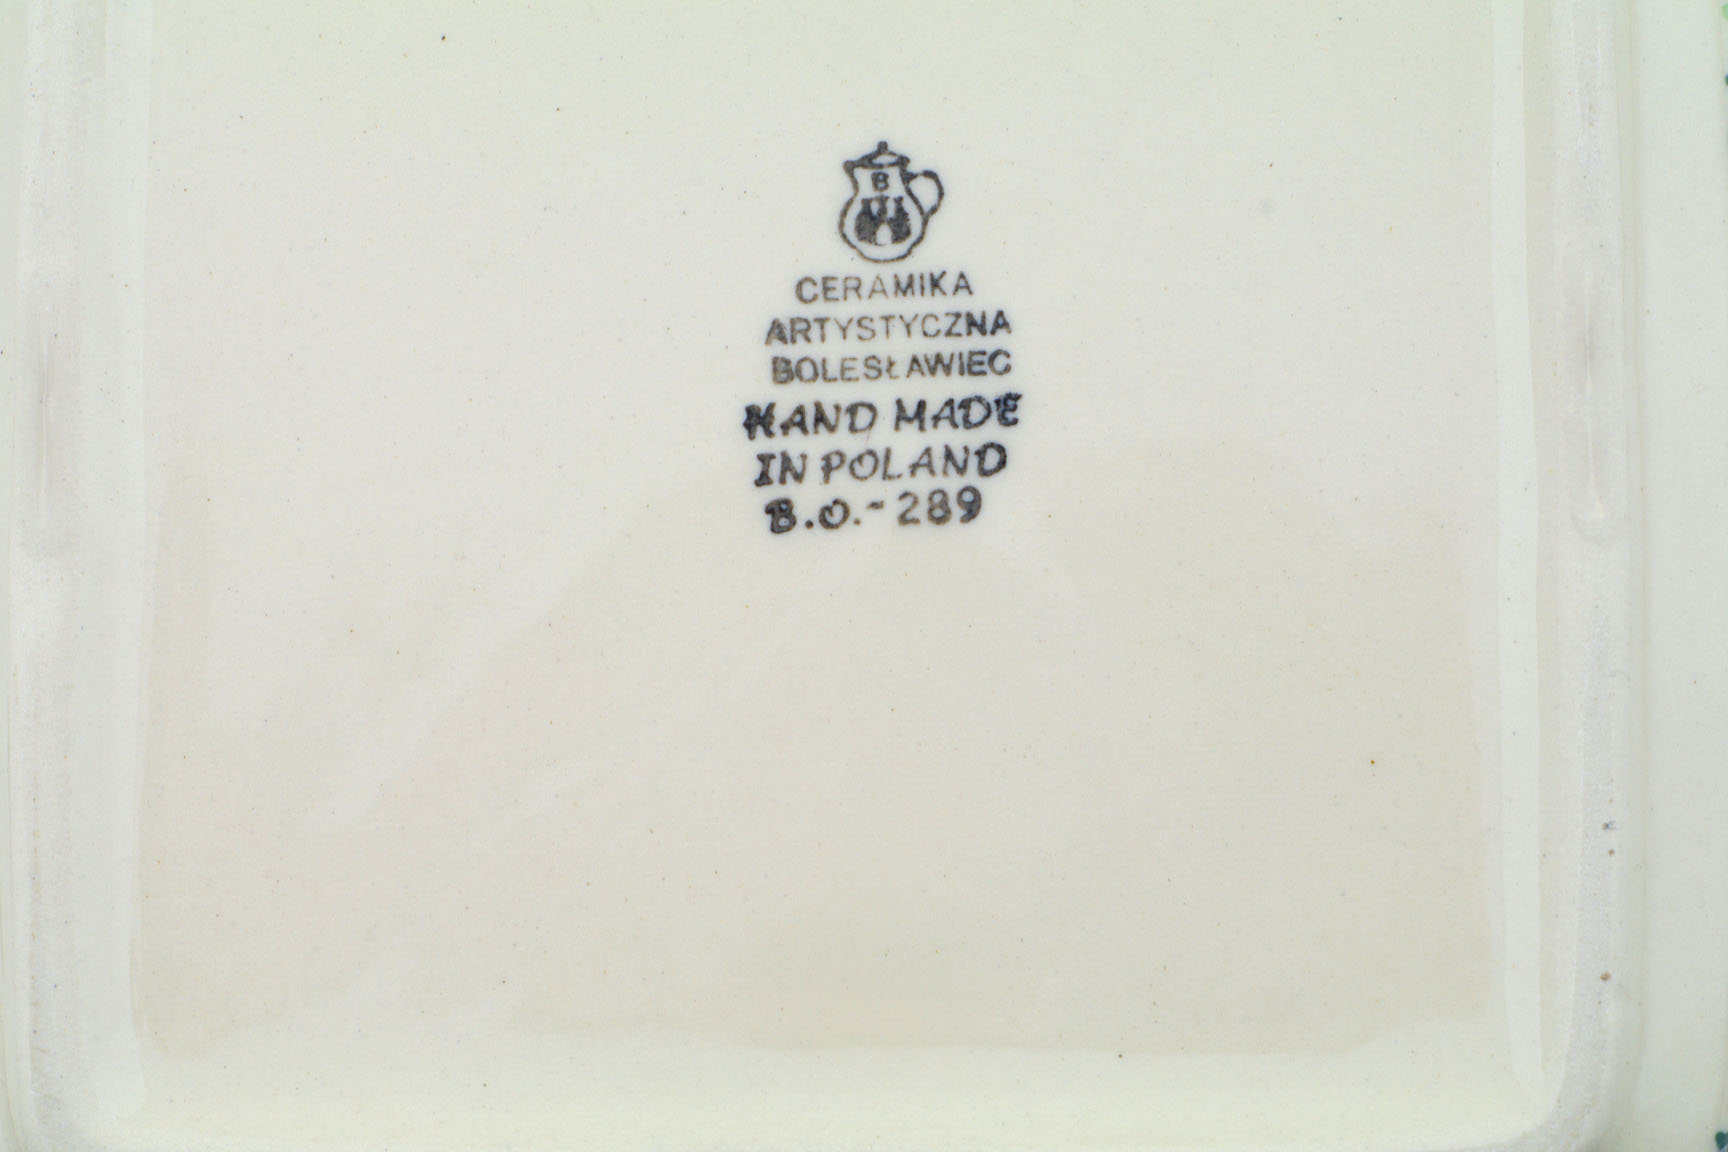 B
CERAMIKA
ARTYSTYCZNA
BOLESŁAWIEC
HAND MADE
IN POLAND
B.O.-289